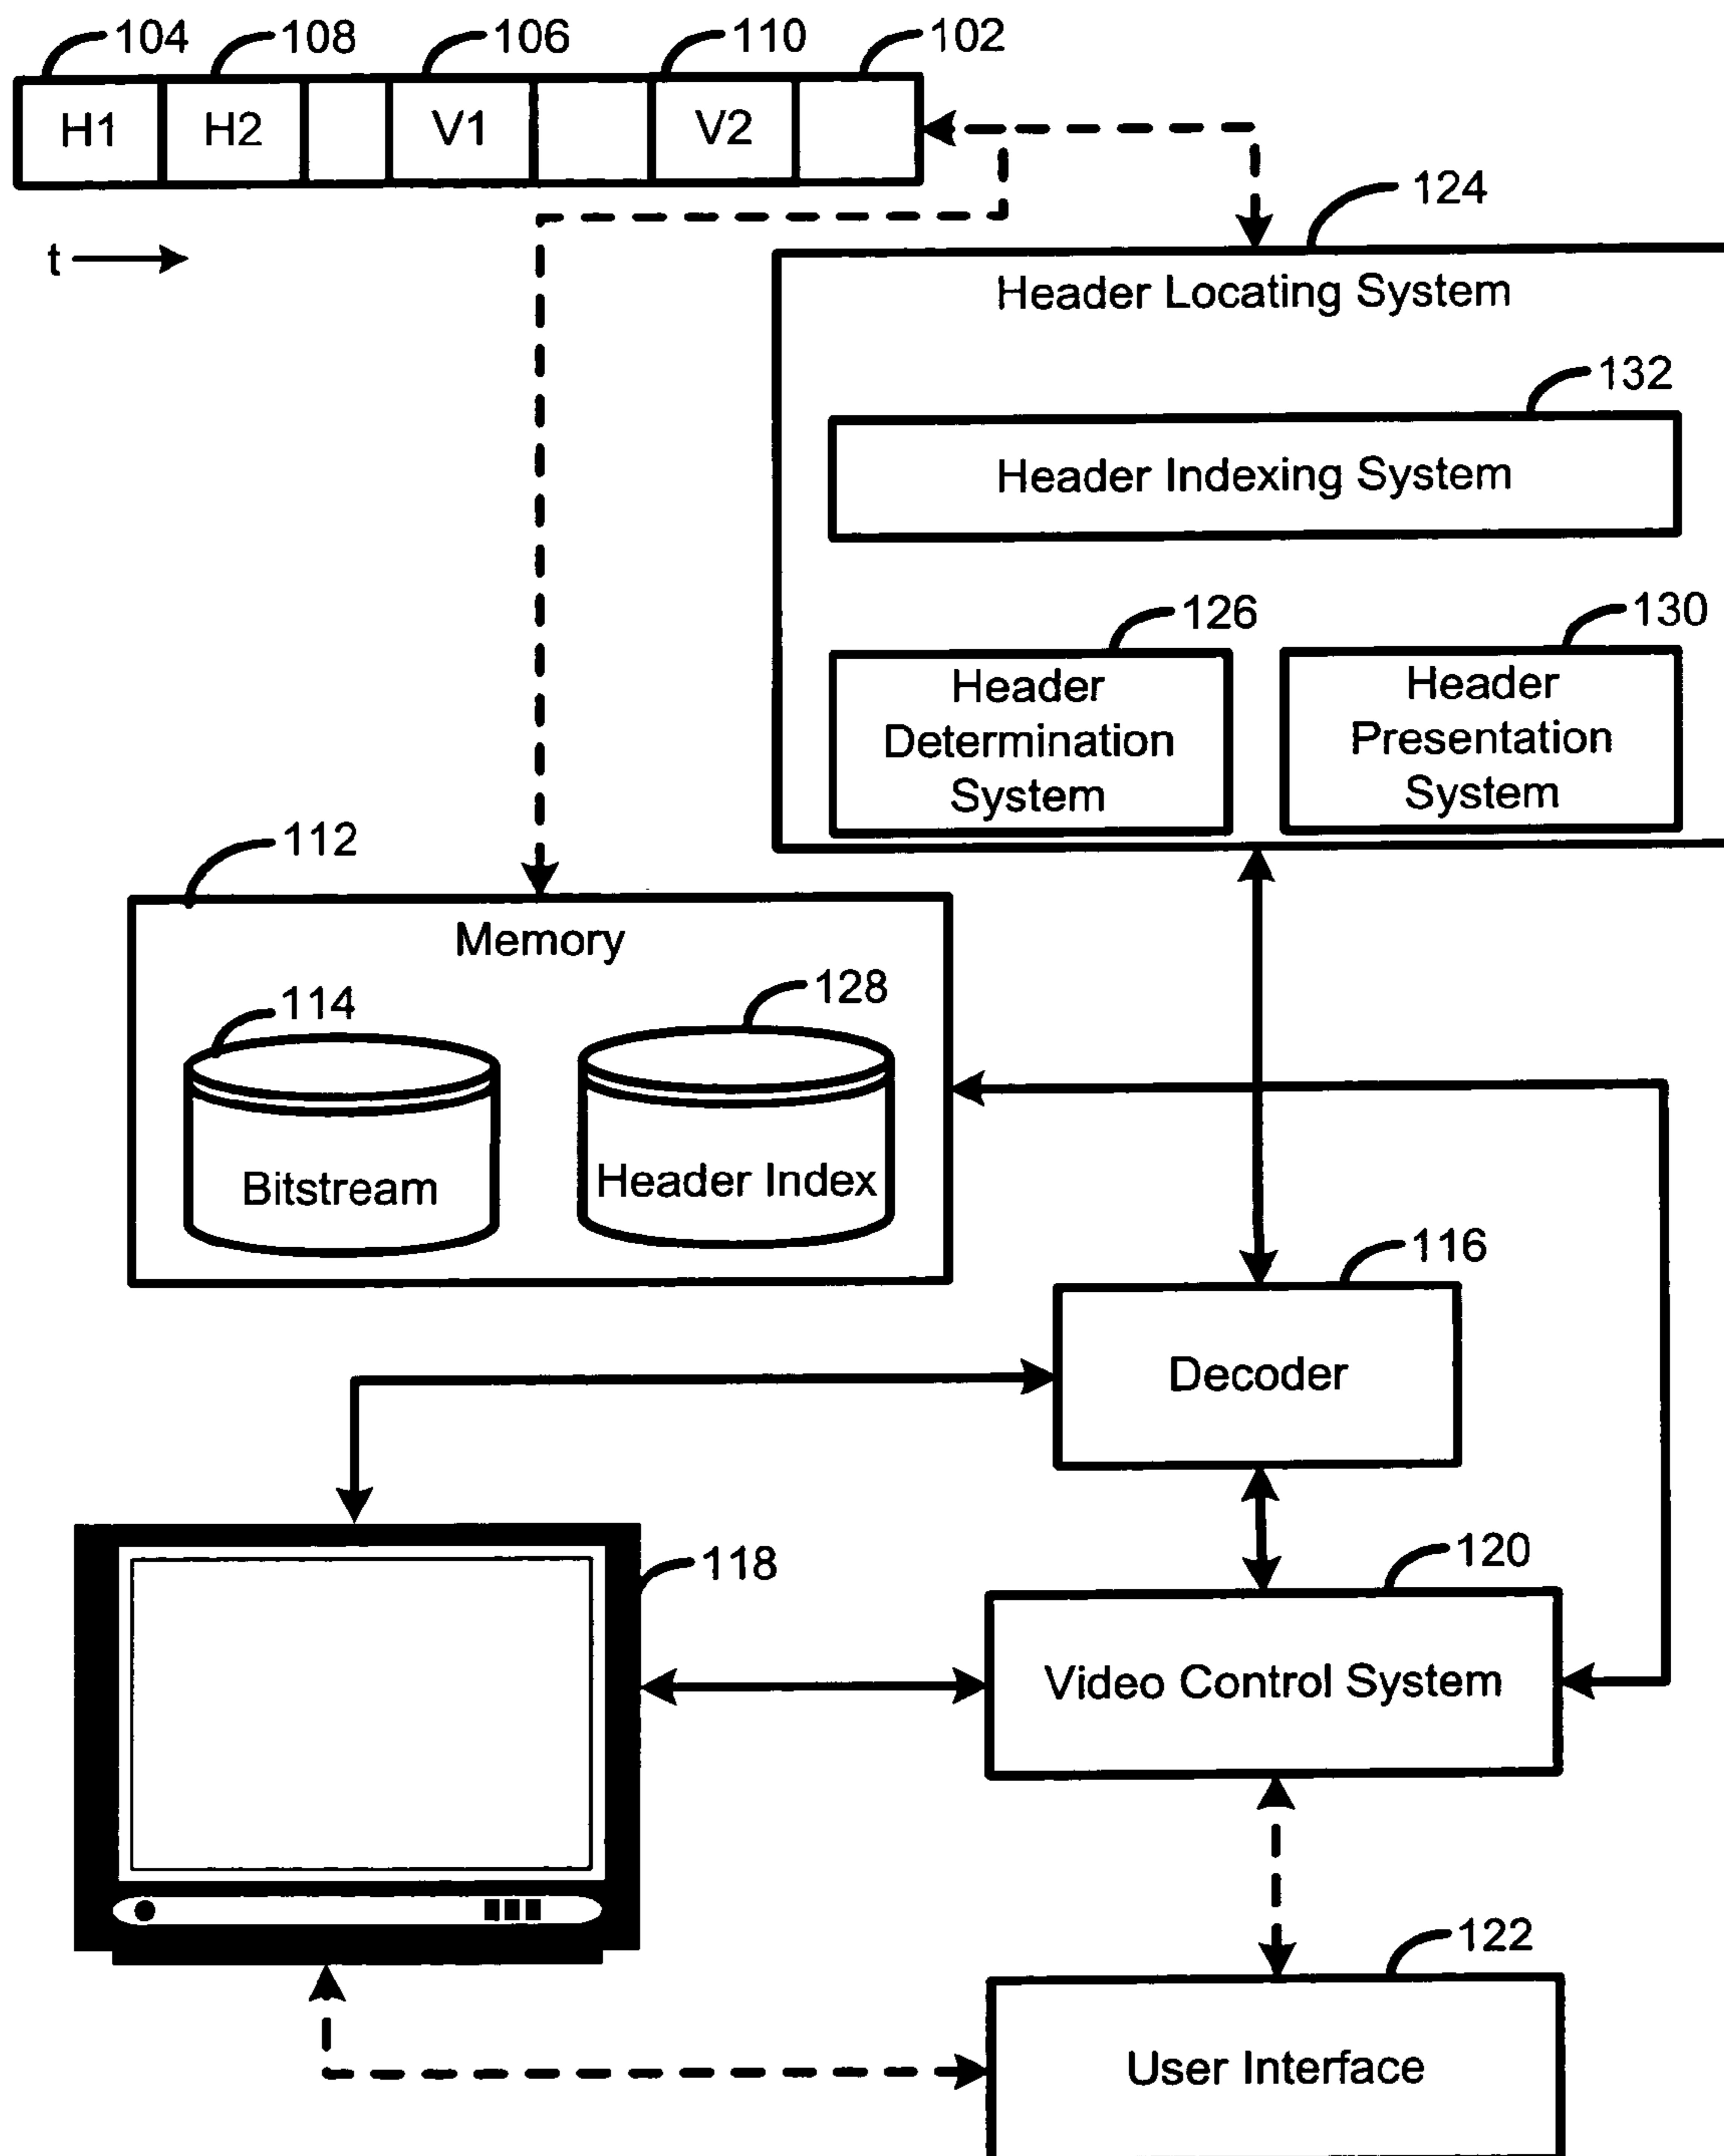 104 108 106 110 102
H1 H2 V1 V2
t
124
Header Locating System
132
Header Indexing System
126 130
Header
Determination
System
Header
Presentation
System
112
Memory
114 128
Bitstream
Header Index
116
Decoder
118
120
Video Control System
122
User Interface